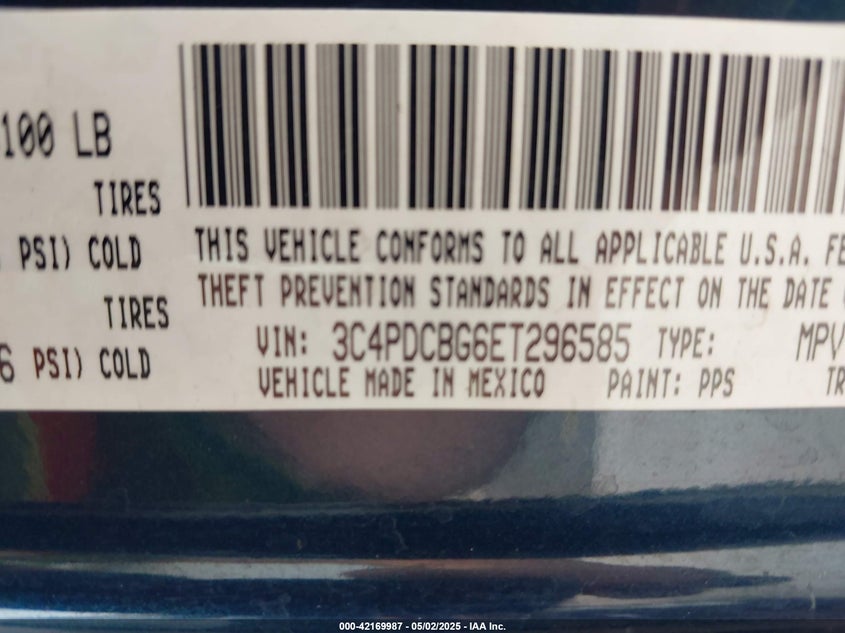 100 LB
TIRES
PSI) COLD
TIRES
6 PSI) COLD
THIS VEHICLE CONFORMS TO ALL APPLICABLE U.S.A. FE
THEFT PREVENTION STANDARDS IN EFFECT ON THE DATE
VIN: 3C4PDCBG6ET296585 TYPE: MPV
VEHICLE MADE IN MEXICO PAINT: PPS TR
000-42169987 - 05/02/2025 - IAA Inc.